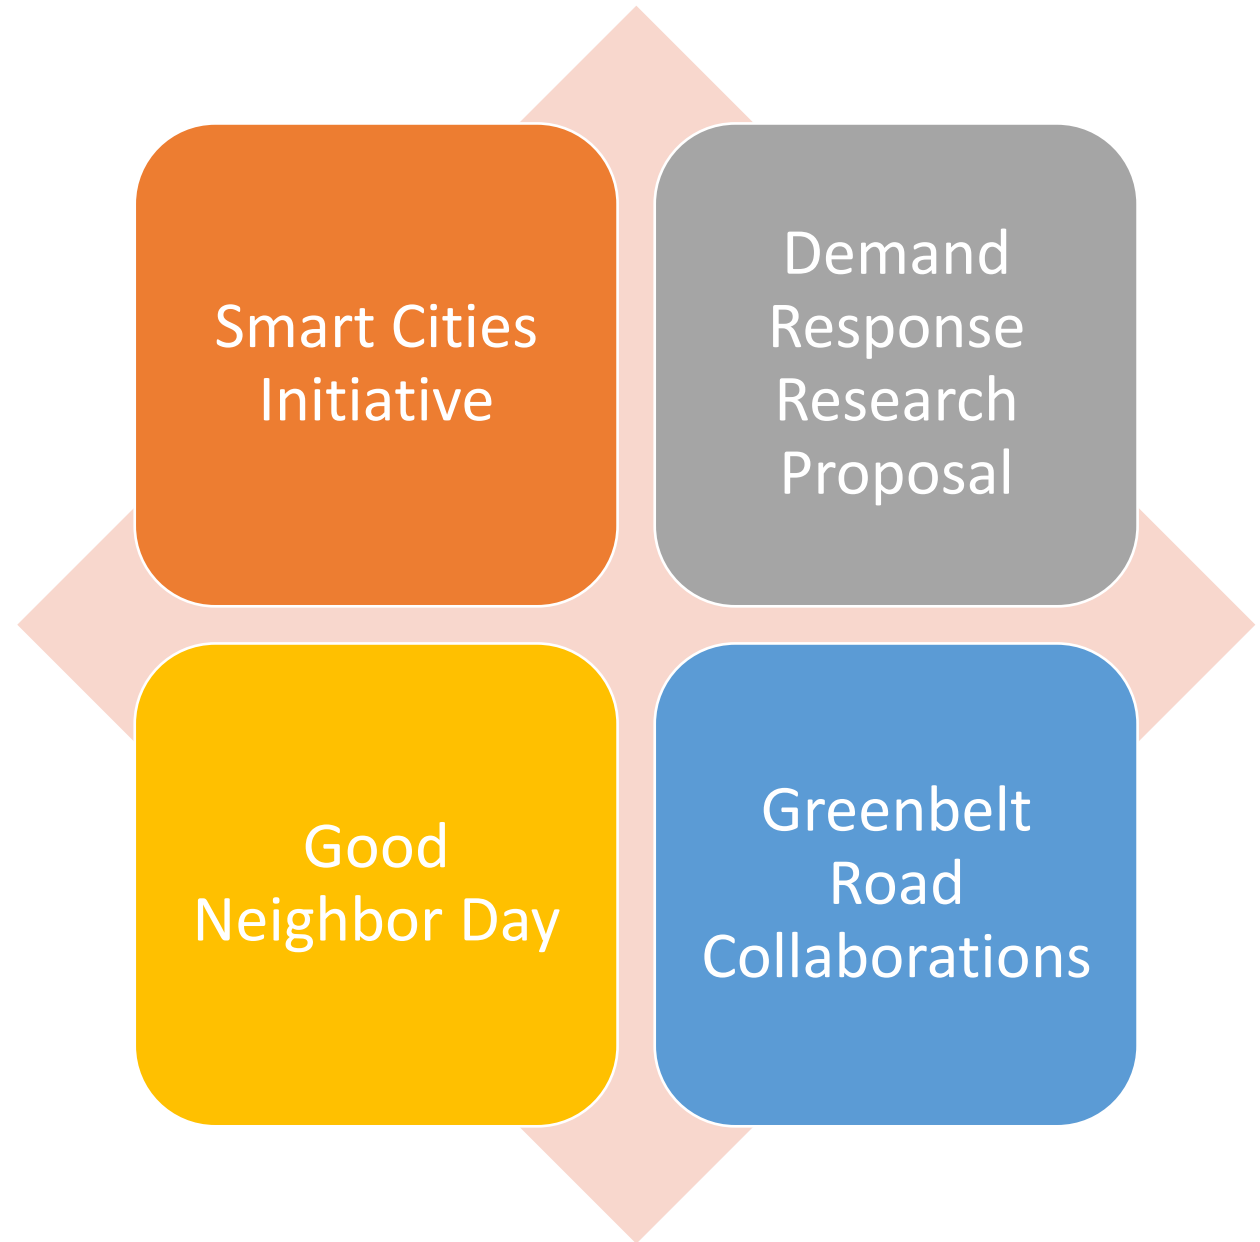 Smart Cities
Initiative
Demand
Response
Research
Proposal
Good
Neighbor Day
Greenbelt
Road
Collaborations